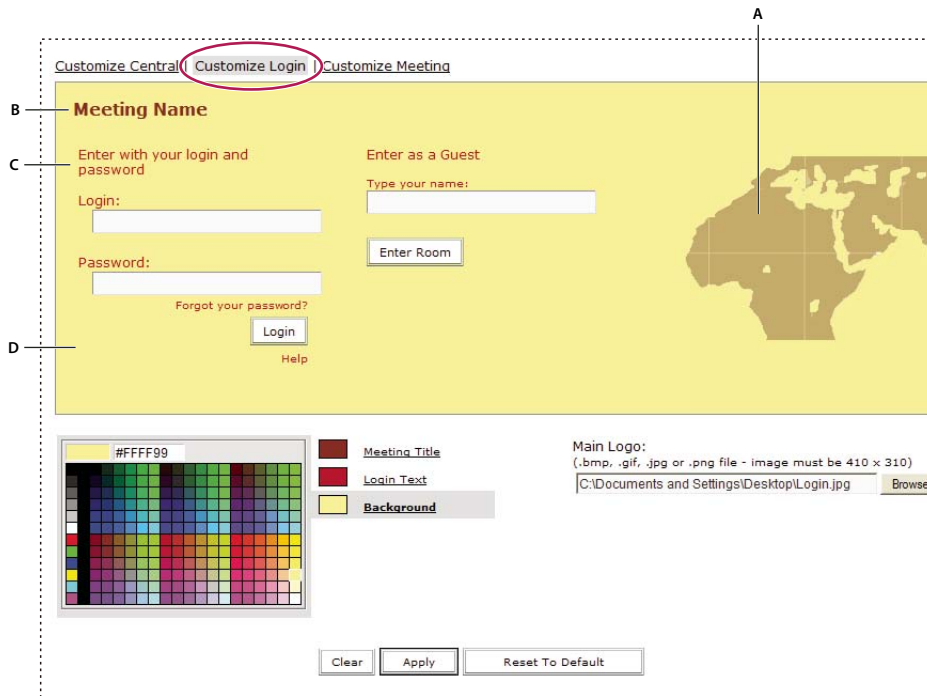 A
Customize Central | Customize Login | Customize Meeting
B
Meeting Name
C
Enter with your login and
password
Login:
Password:
Forgot your password?
Login
Help
Enter as a Guest
Type your name:
Enter Room
D
#FFFF99
Meeting Title
Login Text
Background
Main Logo:
(.bmp, .gif, .jpg or .png file - image must be 410 x 310)
C:\Documents and Settings\Desktop\Login.jpg
Browse
Clear
Apply
Reset To Default